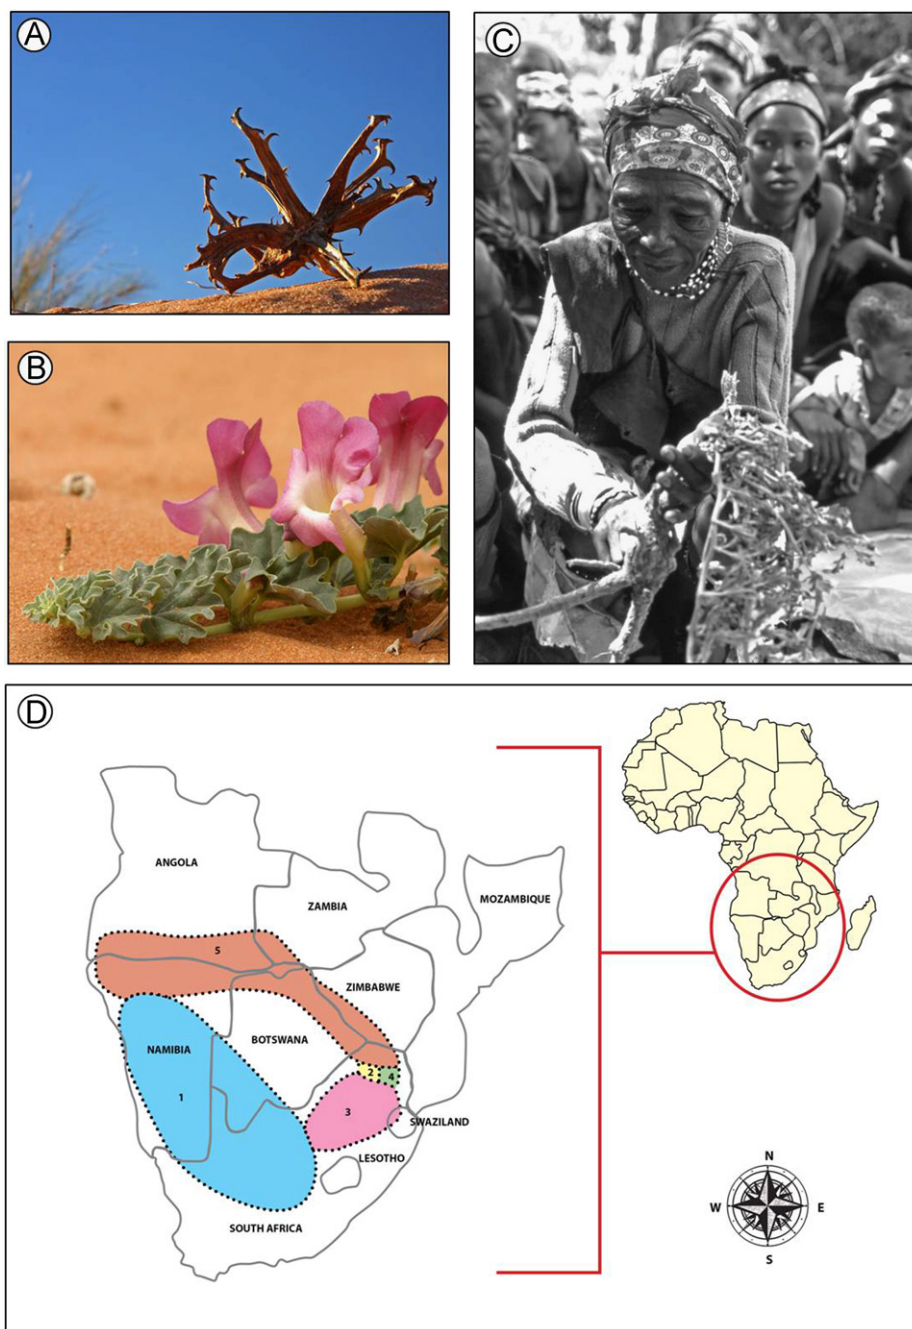 A
B
C
D
ANGOLA
ZAMBIA
MOZAMBIQUE
5
ZIMBABWE
BOTSWANA
NAMIBIA
2
4
1
3
SWAZILAND
LESOTHO
SOUTH AFRICA
N
W
E
S